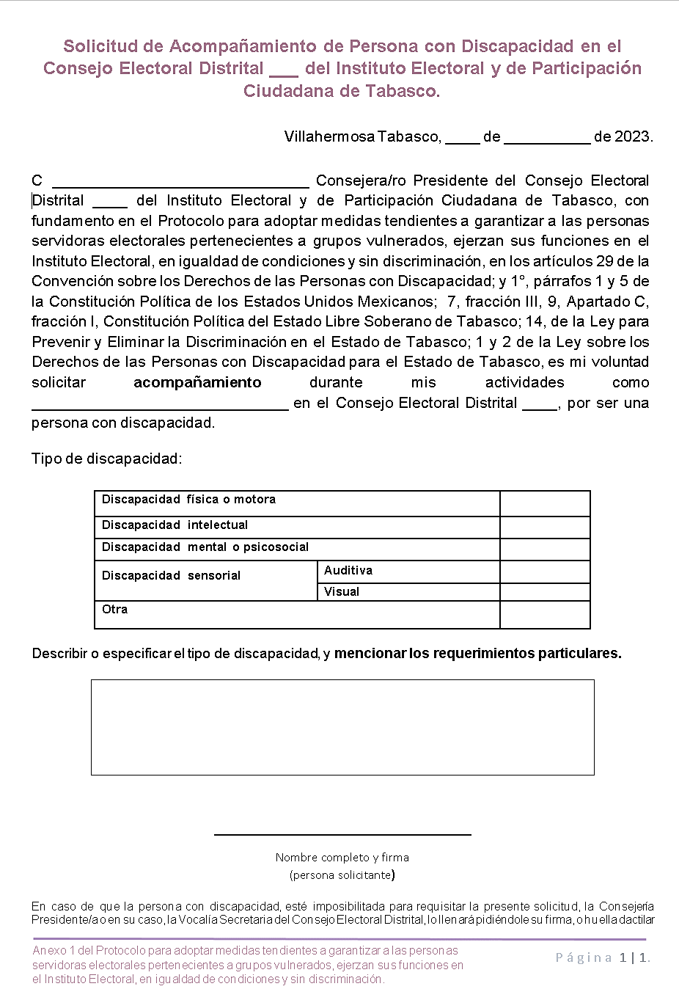 Solicitud de Acompañamiento de Persona con Discapacidad en el
Consejo Electoral Distrital ___ del Instituto Electoral y de Participación
Ciudadana de Tabasco.
Villahermosa Tabasco, ____ de __________ de 2023.
C ______________________________ Consejera/ro Presidente del Consejo Electoral
Distrital ____ del Instituto Electoral y de Participación Ciudadana de Tabasco, con
fundamento en el Protocolo para adoptar medidas tendientes a garantizar a las personas
servidoras electorales pertenecientes a grupos vulnerados, ejerzan sus funciones en el
Instituto Electoral, en igualdad de condiciones y sin discriminación, en los artículos 29 de la
Convención sobre los Derechos de las Personas con Discapacidad; y 1°, párrafos 1 y 5 de
la Constitución Política de los Estados Unidos Mexicanos; 7, fracción III, 9, Apartado C,
fracción I, Constitución Política del Estado Libre Soberano de Tabasco; 14, de la Ley para
Prevenir y Eliminar la Discriminación en el Estado de Tabasco; 1 y 2 de la Ley sobre los
Derechos de las Personas con Discapacidad para el Estado de Tabasco, es mi voluntad
solicitar acompañamiento durante mis actividades como
______________________________ en el Consejo Electoral Distrital ____, por ser una
persona con discapacidad.
Tipo de discapacidad:
Discapacidad física o motora
Discapacidad intelectual
Discapacidad mental o psicosocial
Discapacidad sensorial
Auditiva
Visual
Otra
Describir o especificar el tipo de discapacidad, y mencionar los requerimientos particulares.
Nombre completo y firma
(persona solicitante)
En caso de que la persona con discapacidad, esté imposibilitada para requisitar la presente solicitud, la Consejería
Presidente/a o en su caso, la Vocalía Secretaria del Consejo Electoral Distrital, lo llenará pidiéndole su firma, o huella dactilar
Anexo 1 del Protocolo para adoptar medidas tendientes a garantizar a las personas
servidoras electorales pertenecientes a grupos vulnerados, ejerzan sus funciones en
el Instituto Electoral, en igualdad de condiciones y sin discriminación.
Página 1 | 1.